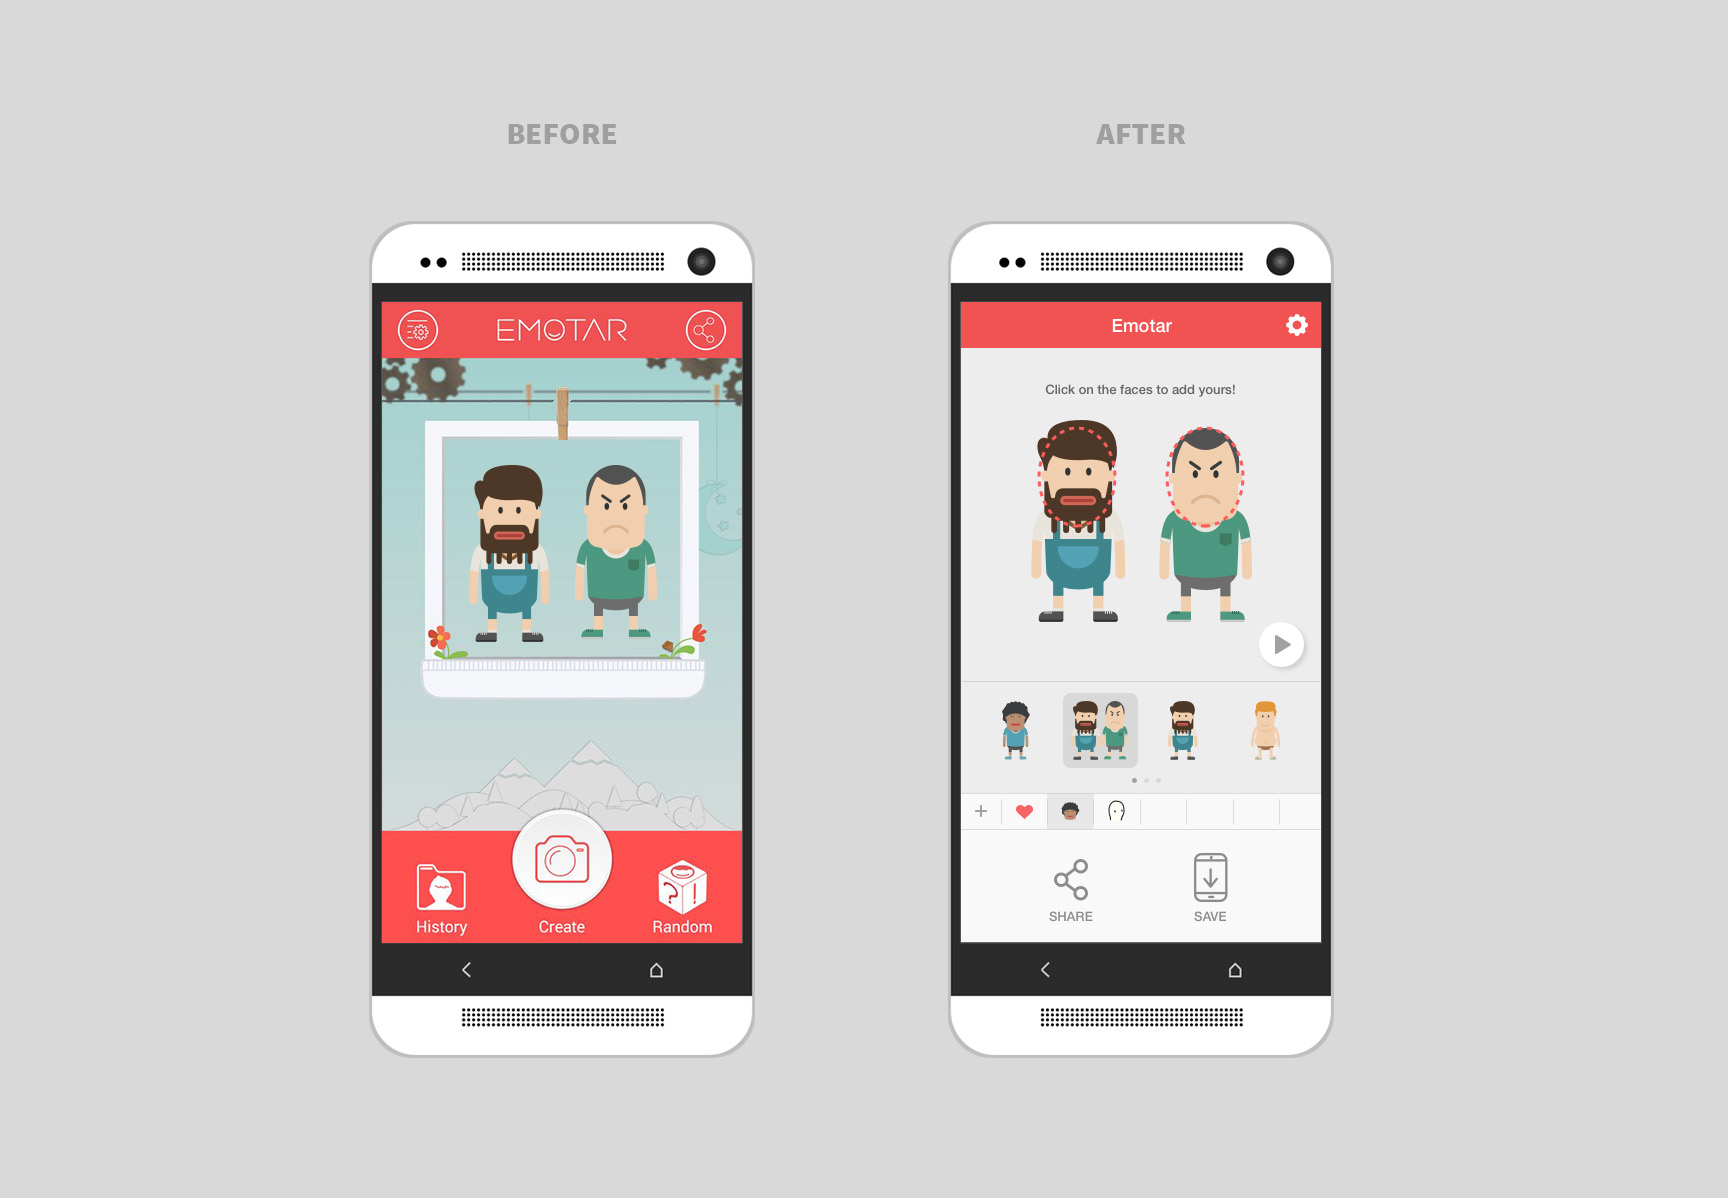 BEFORE
AFTER
EMOTAR
History
Create
Random
Emotar
Click on the faces to add yours!
SHARE
SAVE